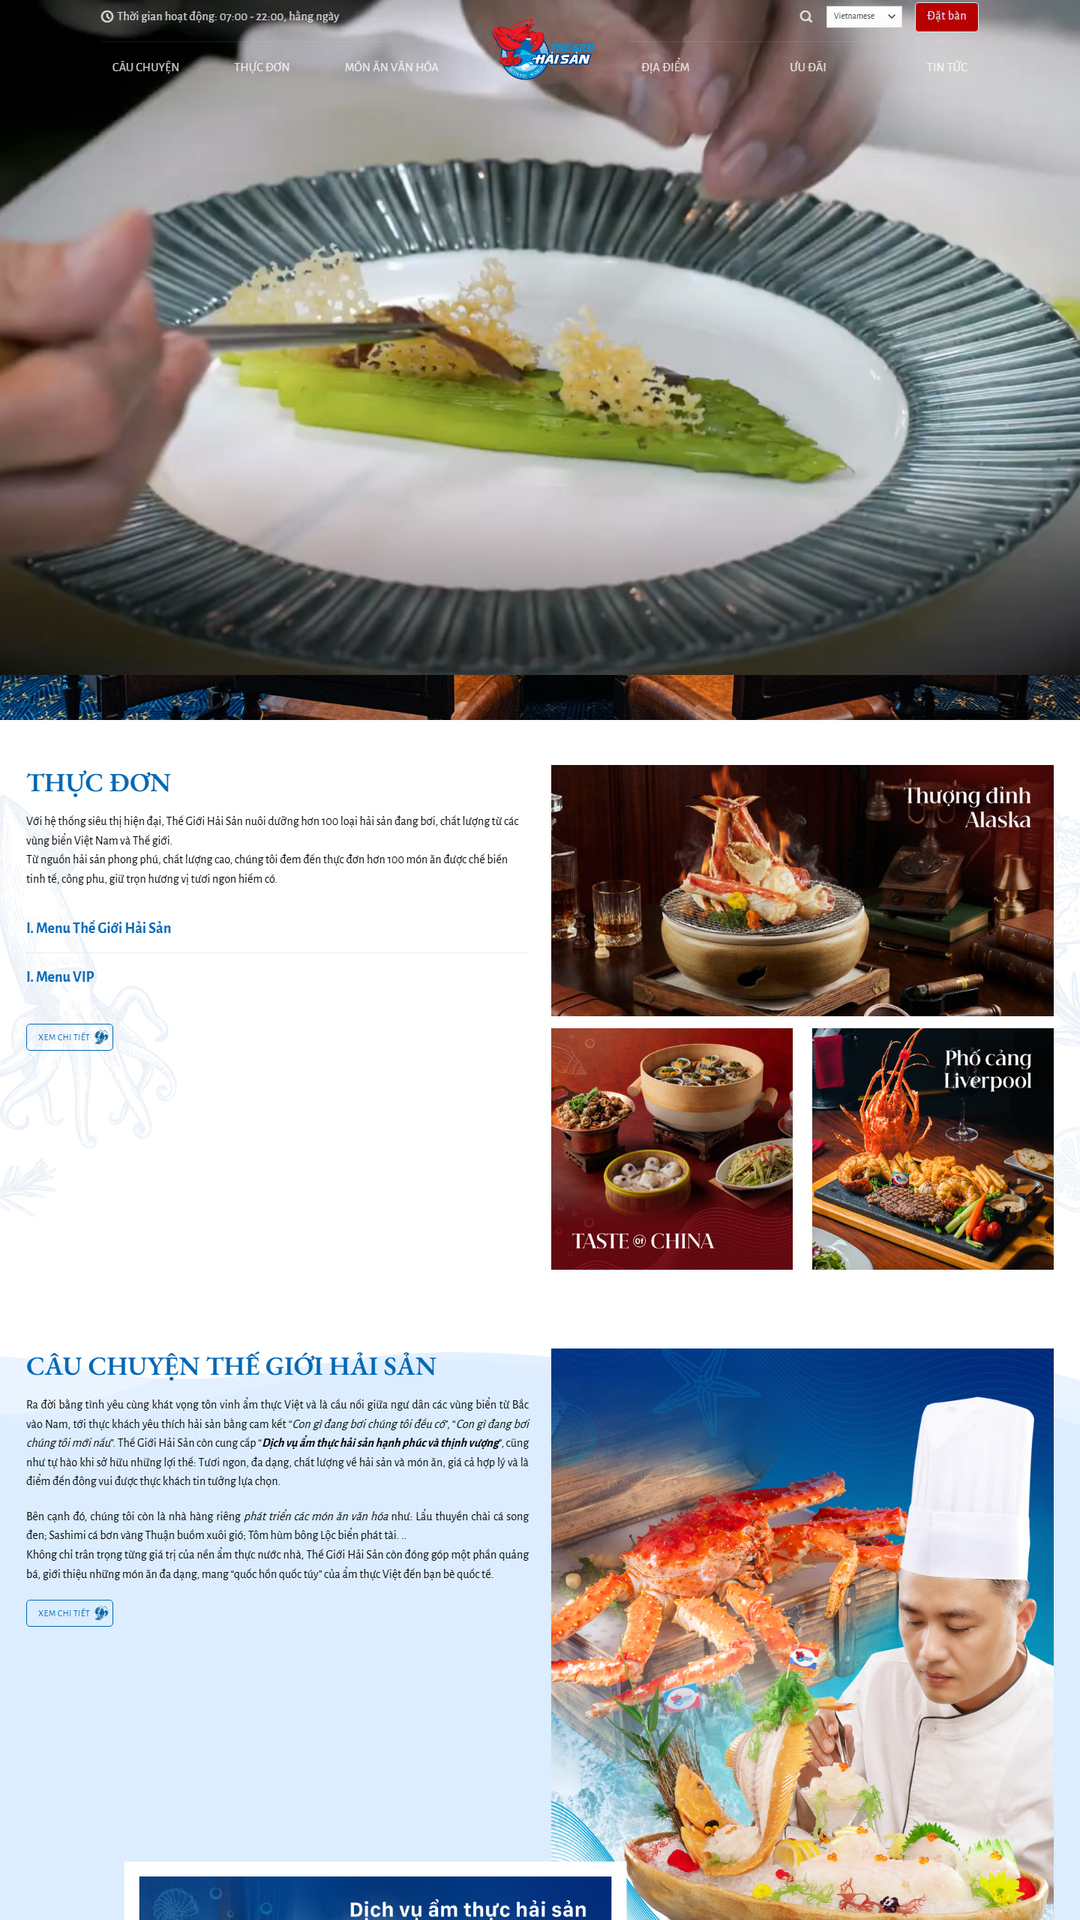 Thời gian hoạt động: 07:00 - 22:00, hằng ngày
Vietnamese
Đặt bàn
CÂU CHUYỆN
THỰC ĐƠN
MÓN ĂN VĂN HÓA
THẾ GIỚI
HẢI SẢN
ĐỊA ĐIỂM
ƯU ĐÃI
TIN TỨC
THỰC ĐƠN
Với hệ thống siêu thị hiện đại, Thế Giới Hải Sản nuôi dưỡng hơn 100 loại hải sản đang bơi, chất lượng từ các
vùng biển Việt Nam và Thế giới.
Từ nguồn hải sản phong phú, chất lượng cao, chúng tôi đem đến thực đơn hơn 100 món ăn được chế biến
tinh tế, công phu, giữ trọn hương vị tươi ngon hiếm có.
I. Menu Thế Giới Hải Sản
I. Menu VIP
XEM CHI TIẾT
Thượng đỉnh
Alaska
TASTE Of CHINA
Phố cảng
Liverpool
CÂU CHUYỆN THẾ GIỚI HẢI SẢN
Ra đời bằng tình yêu cùng khát vọng tôn vinh ẩm thực Việt và là cầu nối giữa ngư dân các vùng biển từ Bắc
vào Nam, tới thực khách yêu thích hải sản bằng cam kết “Con gì đang bơi chúng tôi đều có”, “Con gì đang bơi
chúng tôi mới nấu”. Thế Giới Hải Sản còn cung cấp “Dịch vụ ẩm thực hải sản hạnh phúc và thịnh vượng”, cũng
như tự hào khi sở hữu những lợi thế: Tươi ngon, đa dạng, chất lượng về hải sản và món ăn, giá cả hợp lý và là
điểm đến đông vui được thực khách tin tưởng lựa chọn.
Bên cạnh đó, chúng tôi còn là nhà hàng riêng phát triển các món ăn văn hóa như: Lẩu thuyền chài cá song
đen; Sashimi cá bơn vàng Thuận buồm xuôi gió; Tôm hùm bông Lộc biển phát tài. ..
Không chỉ trân trọng từng giá trị của nền ẩm thực nước nhà, Thế Giới Hải Sản còn đóng góp một phần quảng
bá, giới thiệu những món ăn đa dạng, mang “quốc hồn quốc túy” của ẩm thực Việt đến bạn bè quốc tế.
XEM CHI TIẾT
Dịch vụ ẩm thực hải sản